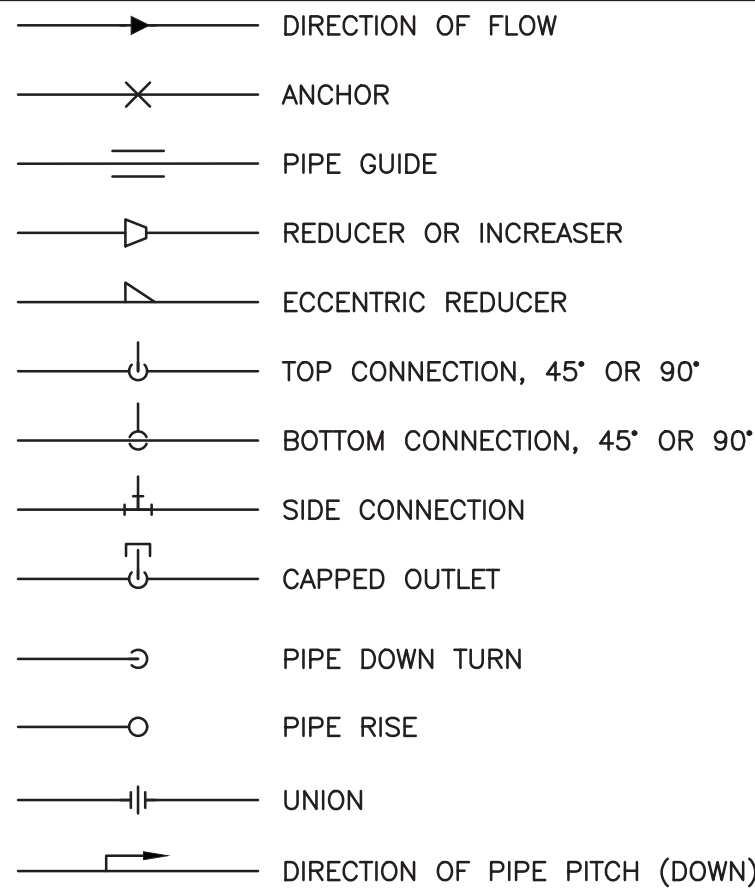 DIRECTION OF FLOW
ANCHOR
PIPE GUIDE
REDUCER OR INCREASER
ECCENTRIC REDUCER
TOP CONNECTION, 45° OR 90°
BOTTOM CONNECTION, 45° OR 90°
SIDE CONNECTION
CAPPED OUTLET
PIPE DOWN TURN
PIPE RISE
UNION
DIRECTION OF PIPE PITCH (DOWN)